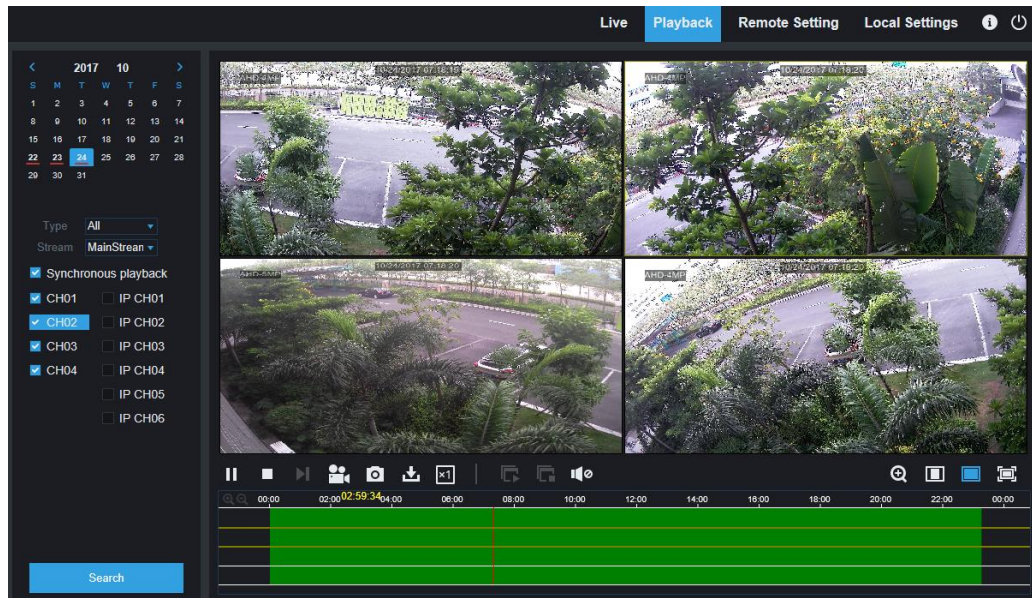 Live Playback Remote Setting Local Settings
2017 10
S M T W T F S
1 2 3 4 5 6 7
8 9 10 11 12 13 14
15 16 17 18 19 20 21
22 23 24 25 26 27 28
29 30 31
Type All
Stream MainStrean
Synchronous playback
CH01 IP CH01
CH02 IP CH02
CH03 IP CH03
CH04 IP CH04
IP CH05
IP CH06
Search
AHD-4MP 10/24/2017 07:18:19
AHD-4MP 10/24/2017 07:18:20
10/24/2017 07:18:20
AHD-4MP 10/24/2017 07:18:20
×1
00:00 02:00 02:59:34 04:00 06:00 08:00 10:00 12:00 14:00 16:00 18:00 20:00 22:00 00:00